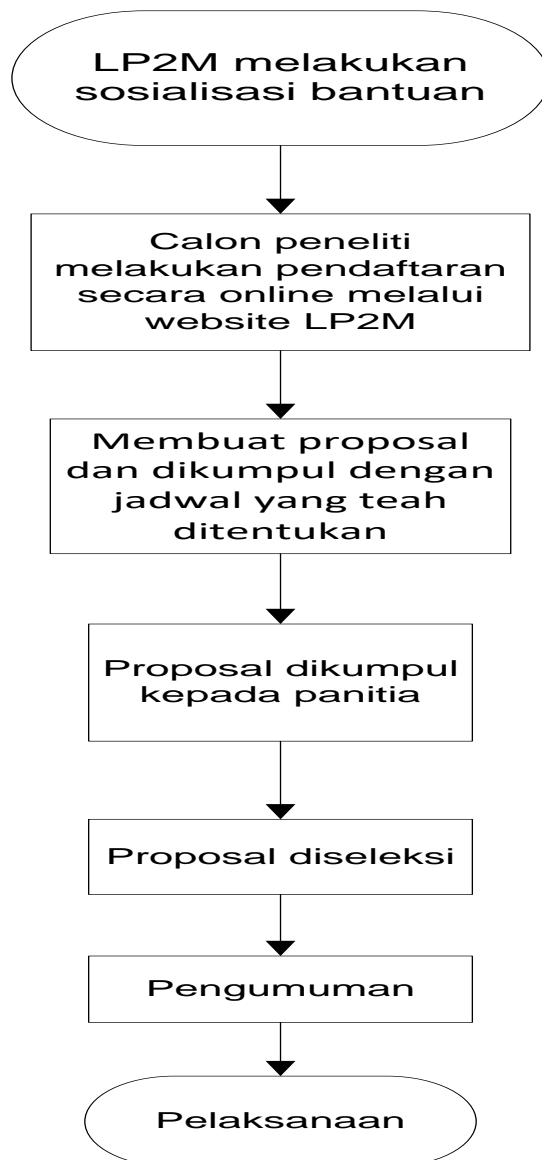 LP2M melakukan
sosialisasi bantuan
Calon peneliti
melakukan pendaftaran
secara online melalui
website LP2M
Membuat proposal
dan dikumpul dengan
jadwal yang teah
ditentukan
Proposal dikumpul
kepada panitia
Proposal diseleksi
Pengumuman
Pelaksanaan